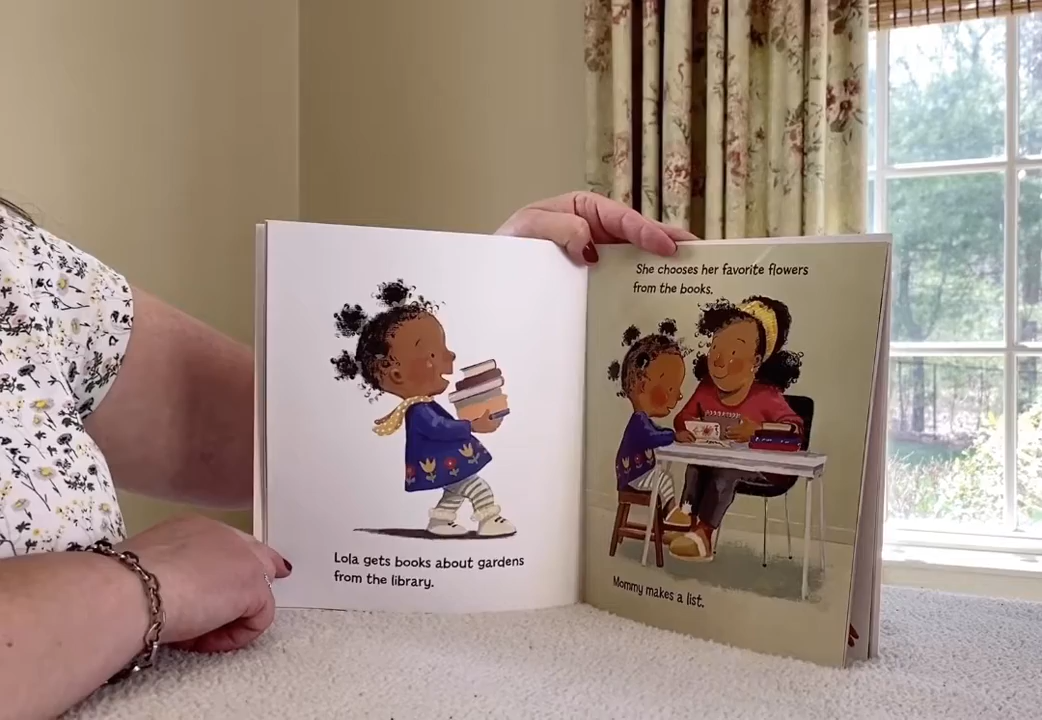 Lola gets books about gardens
from the library.
She chooses her favorite flowers
from the books.
Mommy makes a list.